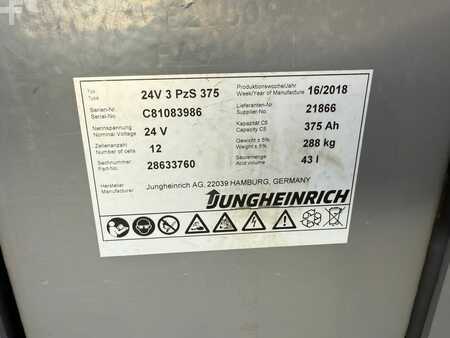 Typ
Type
24V 3 PzS 375
Produktionswoche/Jahr
Week/Year of Manufacture
16/2018
Serien-Nr.
Serial-No.
C81083986
Lieferanten-Nr.
Supplier No.
21866
Nennspannung
Nominal Voltage
24 V
Kapazität C5
Capacity C5
375 Ah
Zellenanzahl
Number of cells
12
Gewicht ± 5%
Weight ± 5%
288 kg
Sachnummer
Part-No.
28633760
Säuremenge
Acid volume
43 l
Hersteller
Manufacturer
Jungheinrich AG, 22039 HAMBURG, GERMANY
JUNGHEINRICH